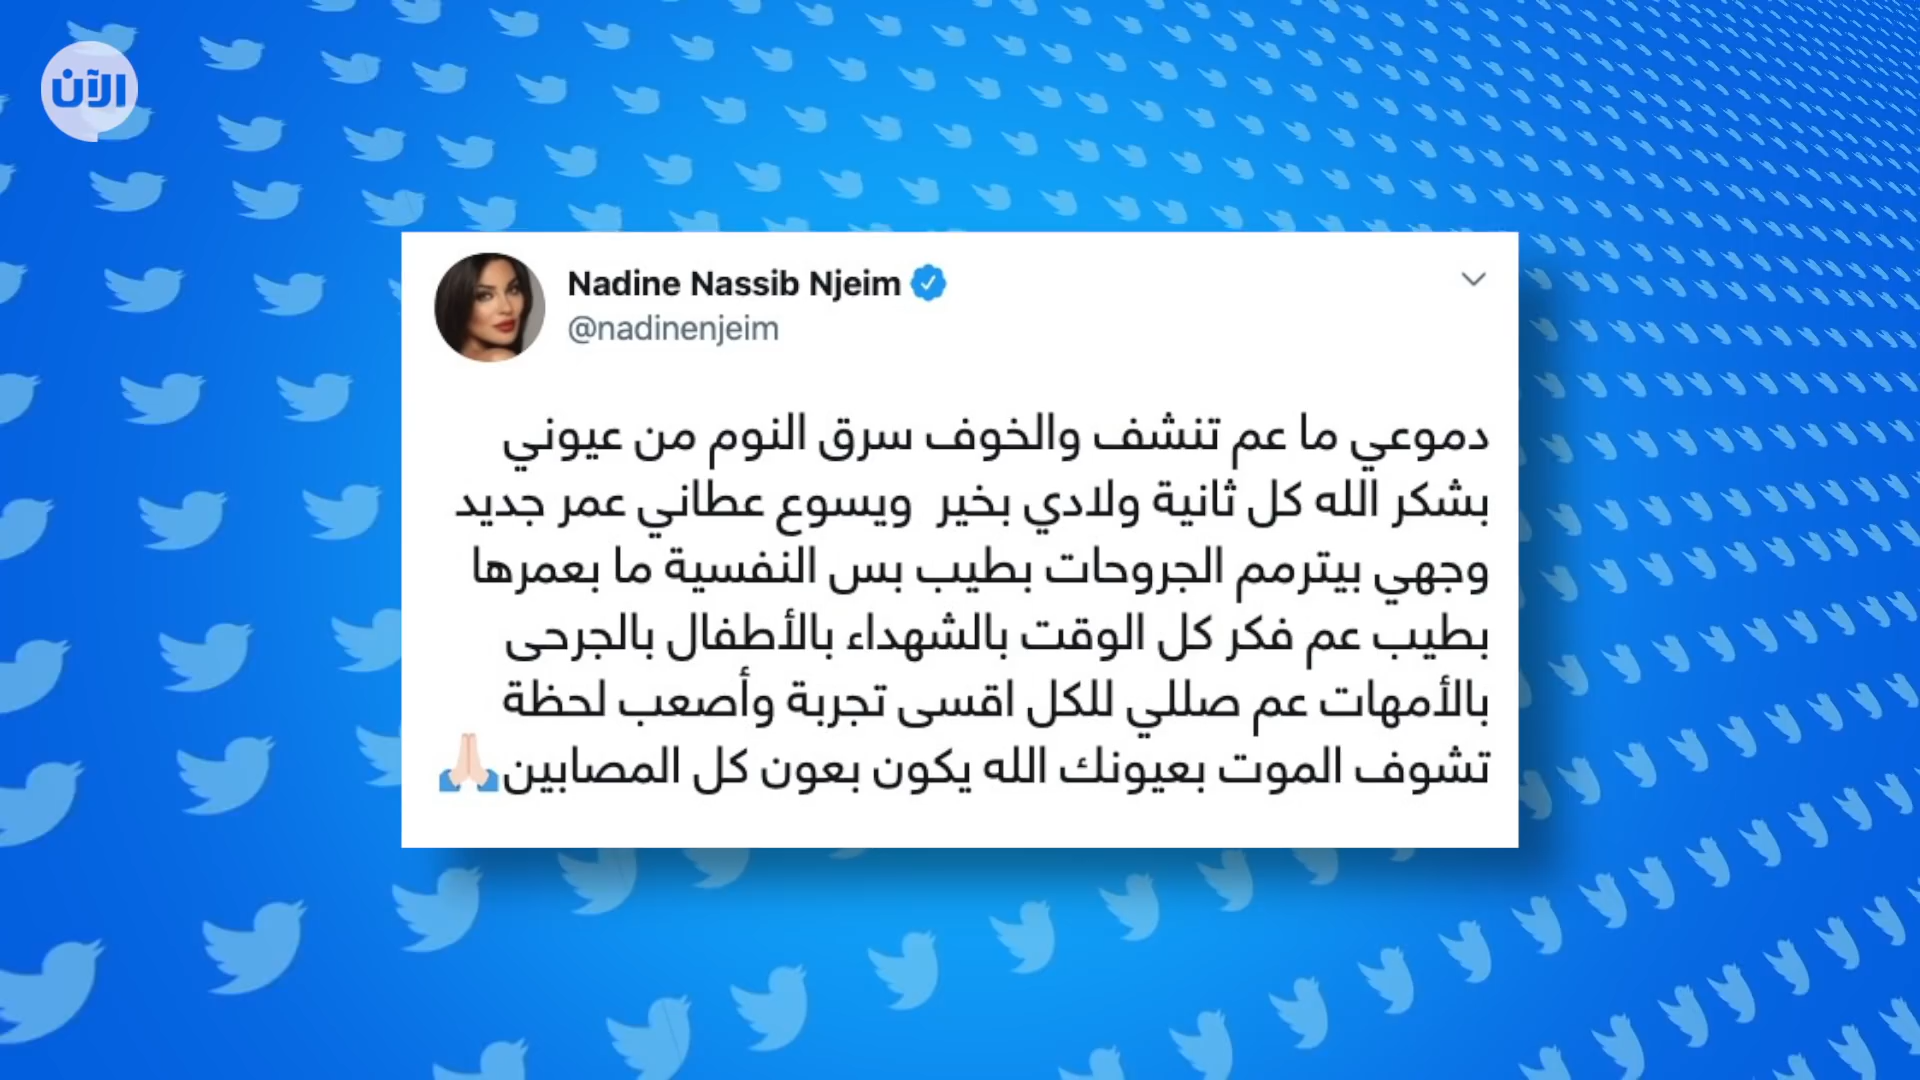 الآن
Nadine Nassib Njeim
@nadinenjeim
دموعي ما عم تنشف والخوف سرق النوم من عيوني
بشكر الله كل ثانية ولادي بخير ويسوع عطاني عمر جديد
وجهي بيترمم الجروحات بطيب بس النفسية ما بعمرها
بطيب عم فكر كل الوقت بالشهداء بالأطفال بالجرحى
بالأمهات عم صللي للكل اقسى تجربة وأصعب لحظة
تشوف الموت بعيونك الله يكون بعون كل المصابين🙏🏻